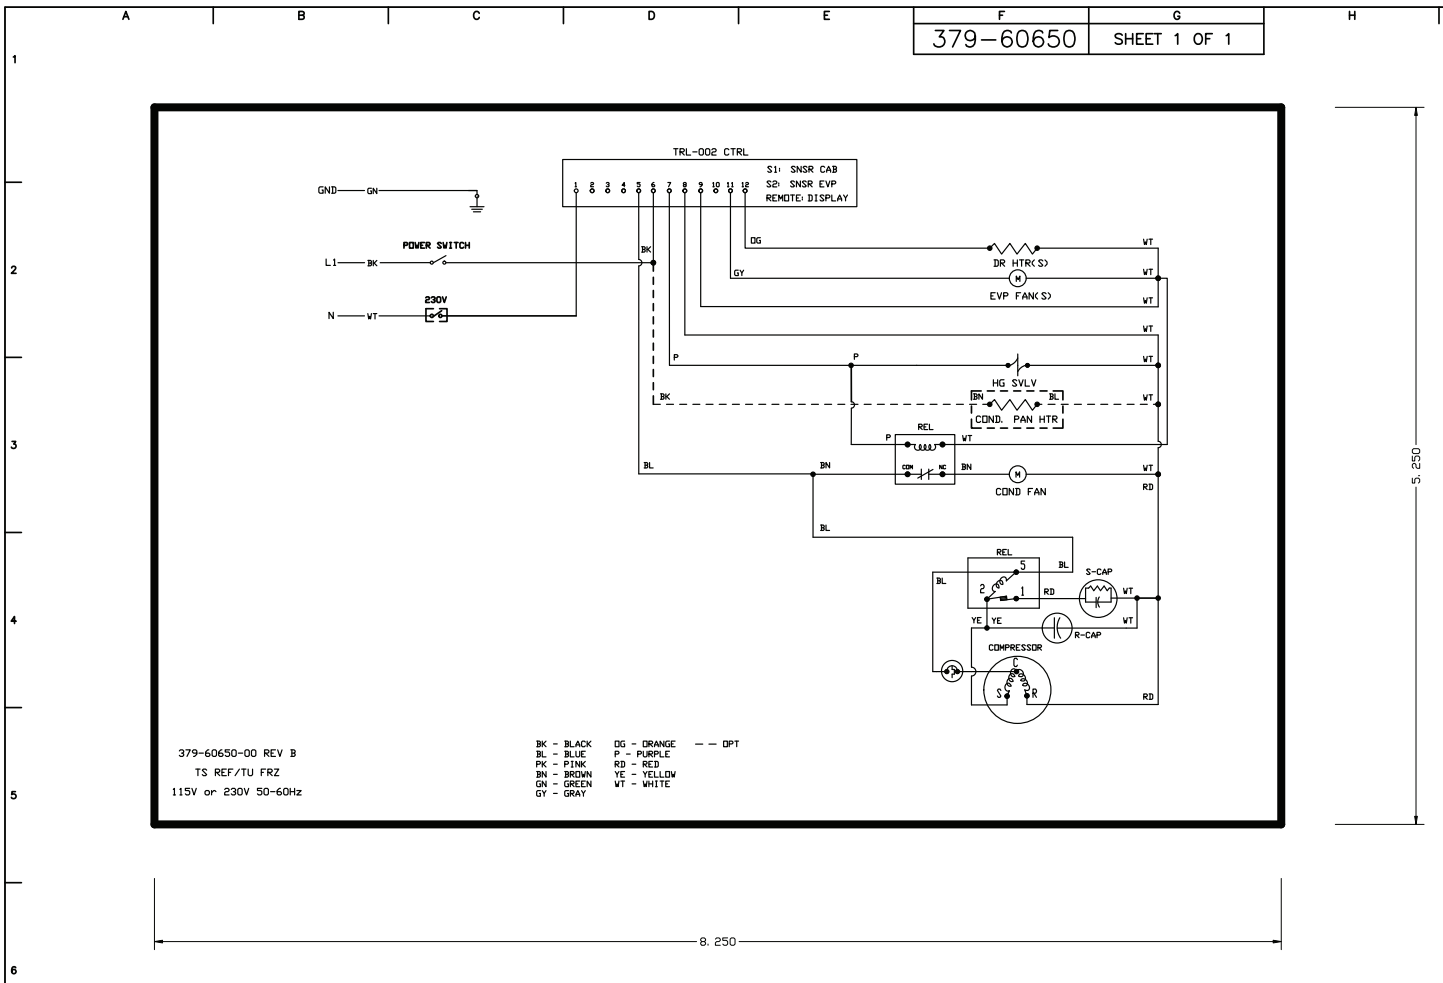 A B C D E F G H
379-60650 SHEET 1 OF 1
1
2
3
4
5
6
TRL-002 CTRL
S1: SNSR CAB
S2: SNSR EVP
REMOTE: DISPLAY
1 2 3 4 5 6 7 8 9 10 11 12
GND GN
POWER SWITCH
L1 BK
230V
N WT
BK
OG WT
DR HTR(S)
GY WT
EVP FAN(S)
WT
WT
P P WT
HG SVLV
BK BN BL WT
COND. PAN HTR
REL
P WT
BL BN COM NC BN WT
COND FAN
RD
BL
REL
5 BL
BL
2 1 RD
S-CAP
WT
YE YE WT
R-CAP
COMPRESSOR
C
P
S R RD
379-60650-00 REV B
TS REF/TU FRZ
115V or 230V 50-60Hz
BK - BLACK OG - ORANGE -- OPT
BL - BLUE P - PURPLE
PK - PINK RD - RED
BN - BROWN YE - YELLOW
GN - GREEN WT - WHITE
GY - GRAY
5.250
8.250
M
M